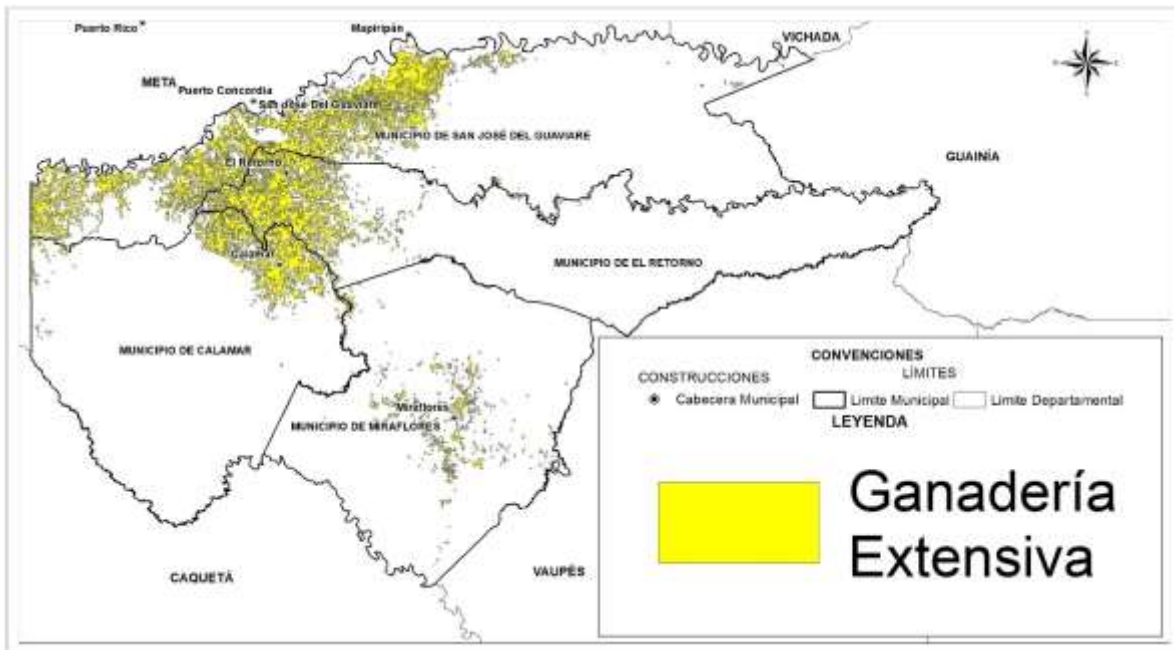 Puerto Rico
Mapiripán
VICHADA
META
Puerto Concordia
San José Del Guaviare
MUNICIPIO DE SAN JOSÉ DEL GUAVIARE
GUAINÍA
El Retorno
Calamar
MUNICIPIO DE EL RETORNO
MUNICIPIO DE CALAMAR
Miraflores
MUNICIPIO DE MIRAFLORES
CAQUETÁ
VAUPÉS
CONVENCIONES
CONSTRUCCIONES
LÍMITES
Cabecera Municipal
Limite Municipal
Limite Departamental
LEYENDA
Ganadería
Extensiva